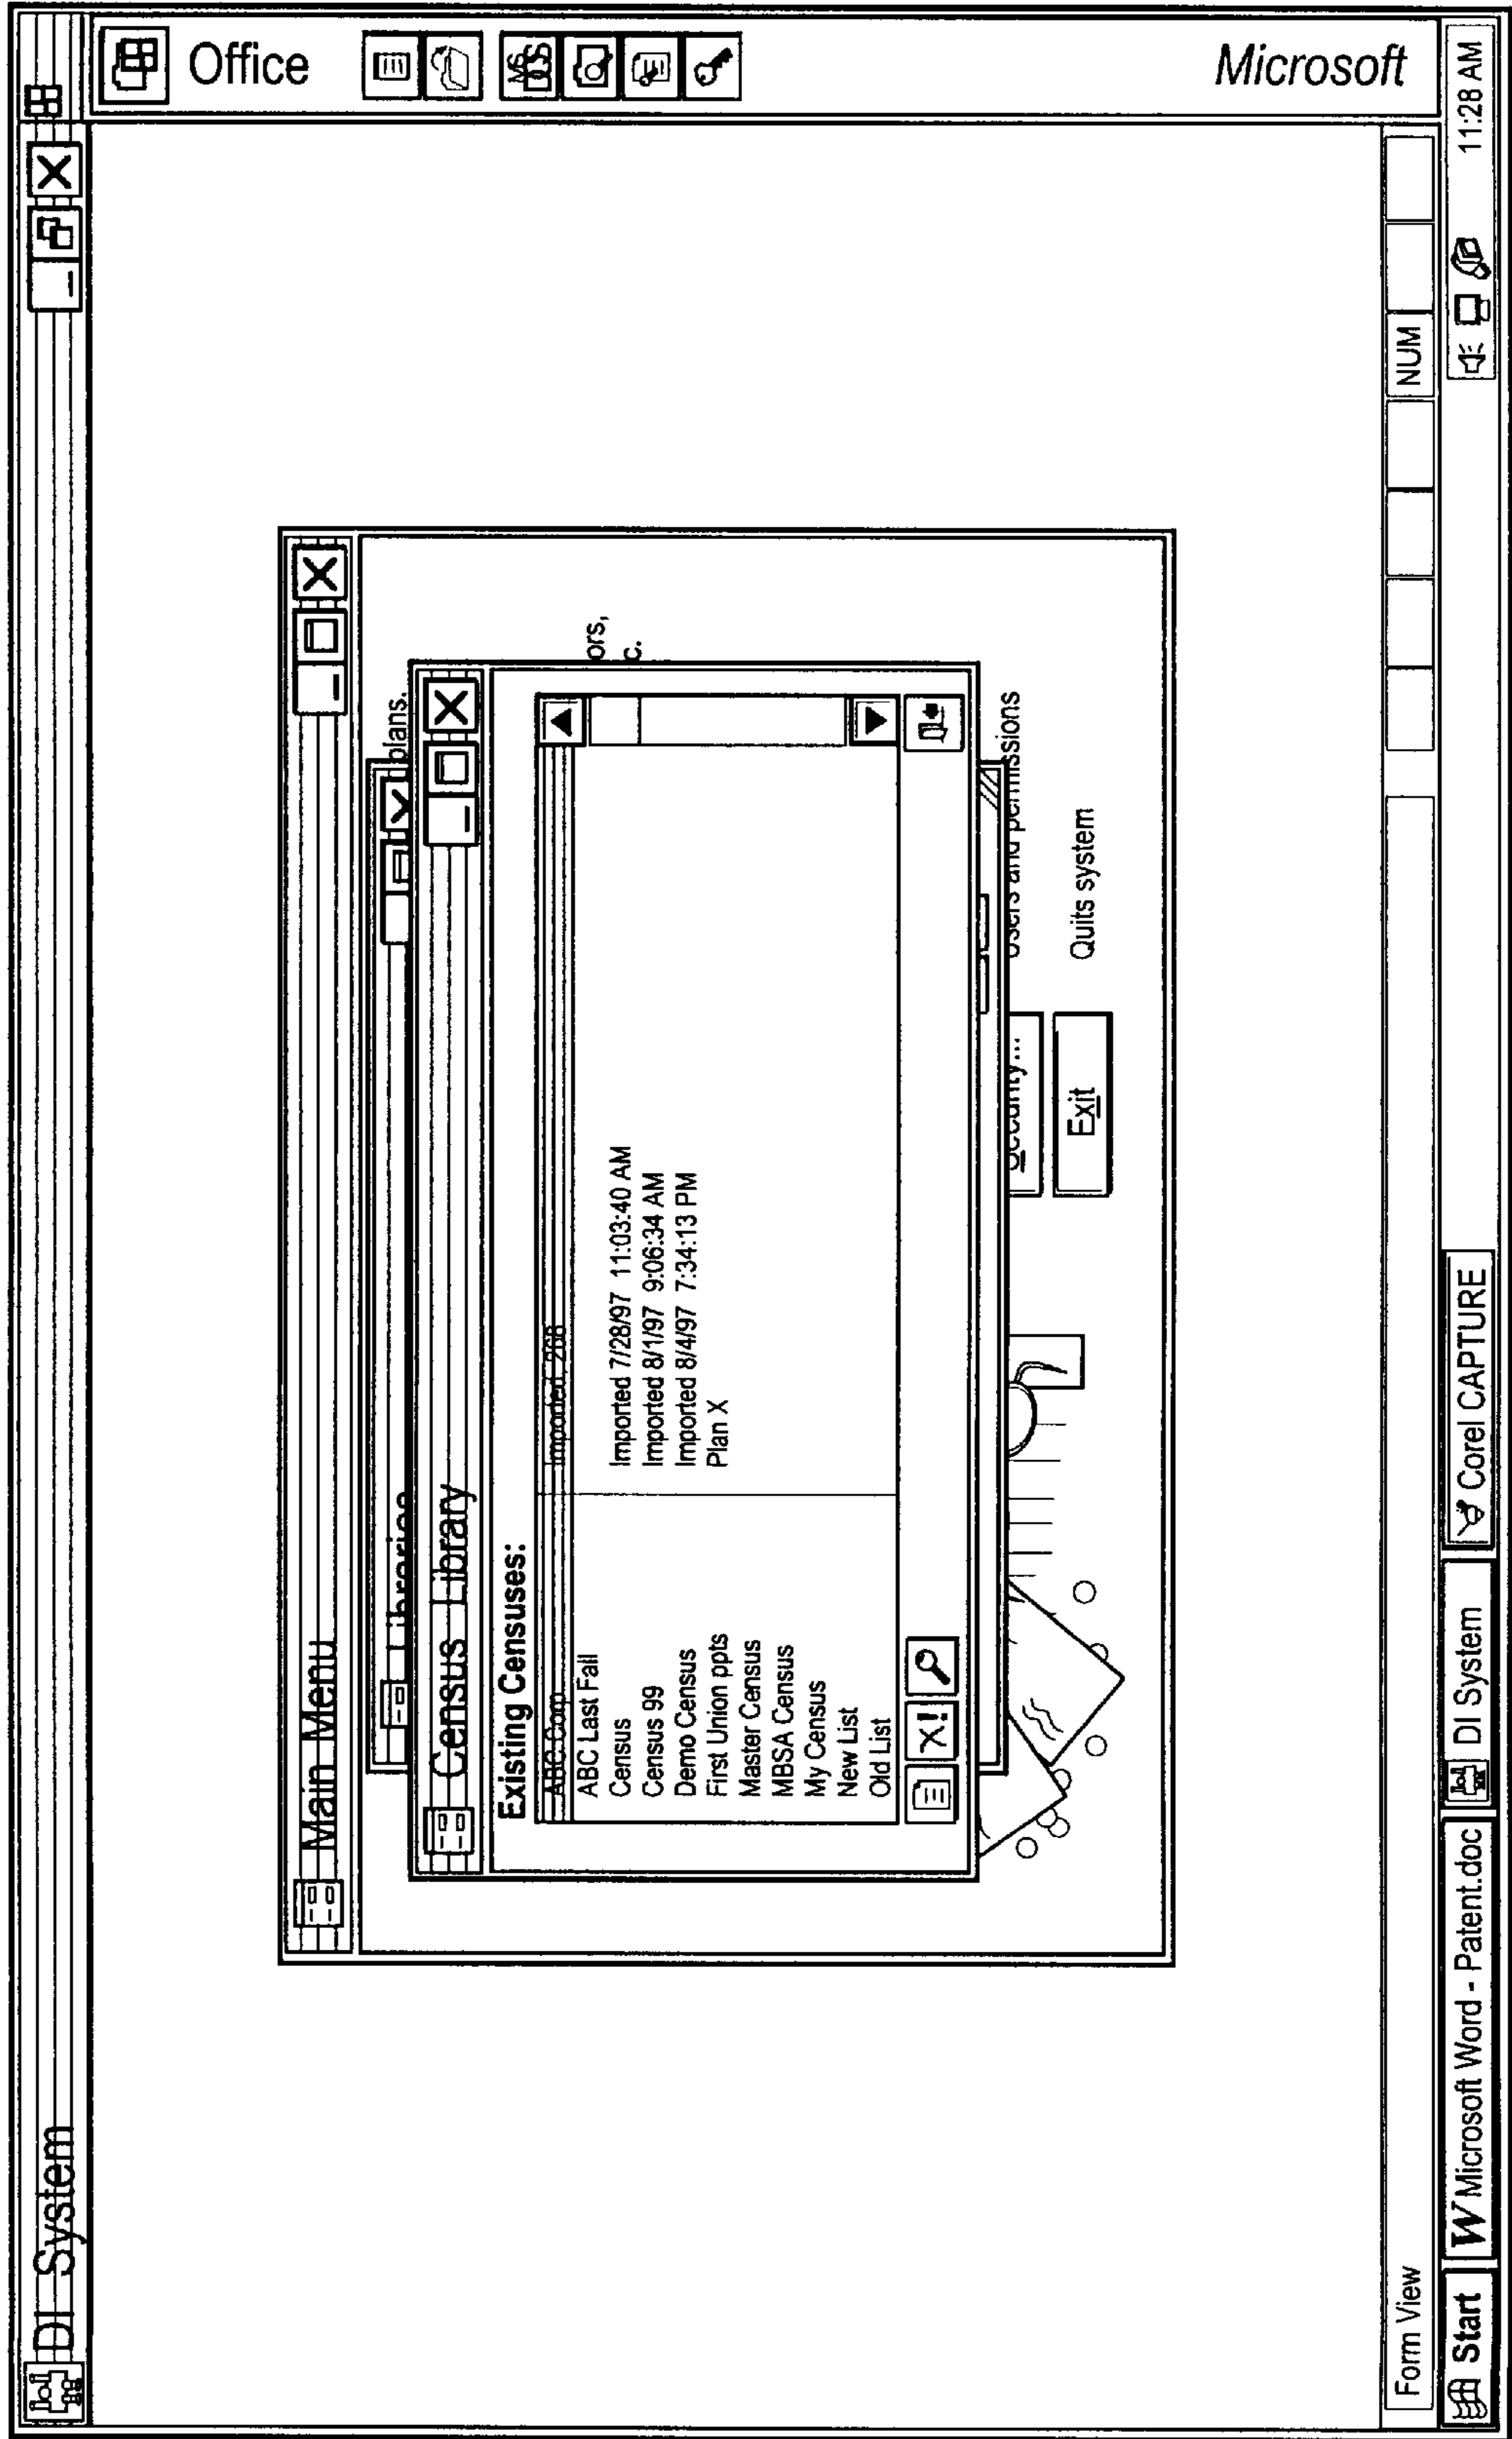 DI System
Office
MS DOS
Microsoft
Main Menu
plans.
Libraries
Census Library
Existing Censuses:
ABC Corp Imported, 268
ABC Last Fall
Census Imported 7/28/97 11:03:40 AM
Census 99 Imported 8/1/97 9:06:34 AM
Demo Census Imported 8/4/97 7:34:13 PM
First Union ppts Plan X
Master Census
MBSA Census
My Census
New List
Old List
ors,
c.
Security... Users and permissions
Exit Quits system
Form View NUM
Start W Microsoft Word - Patent.doc DI System Corel CAPTURE 11:28 AM